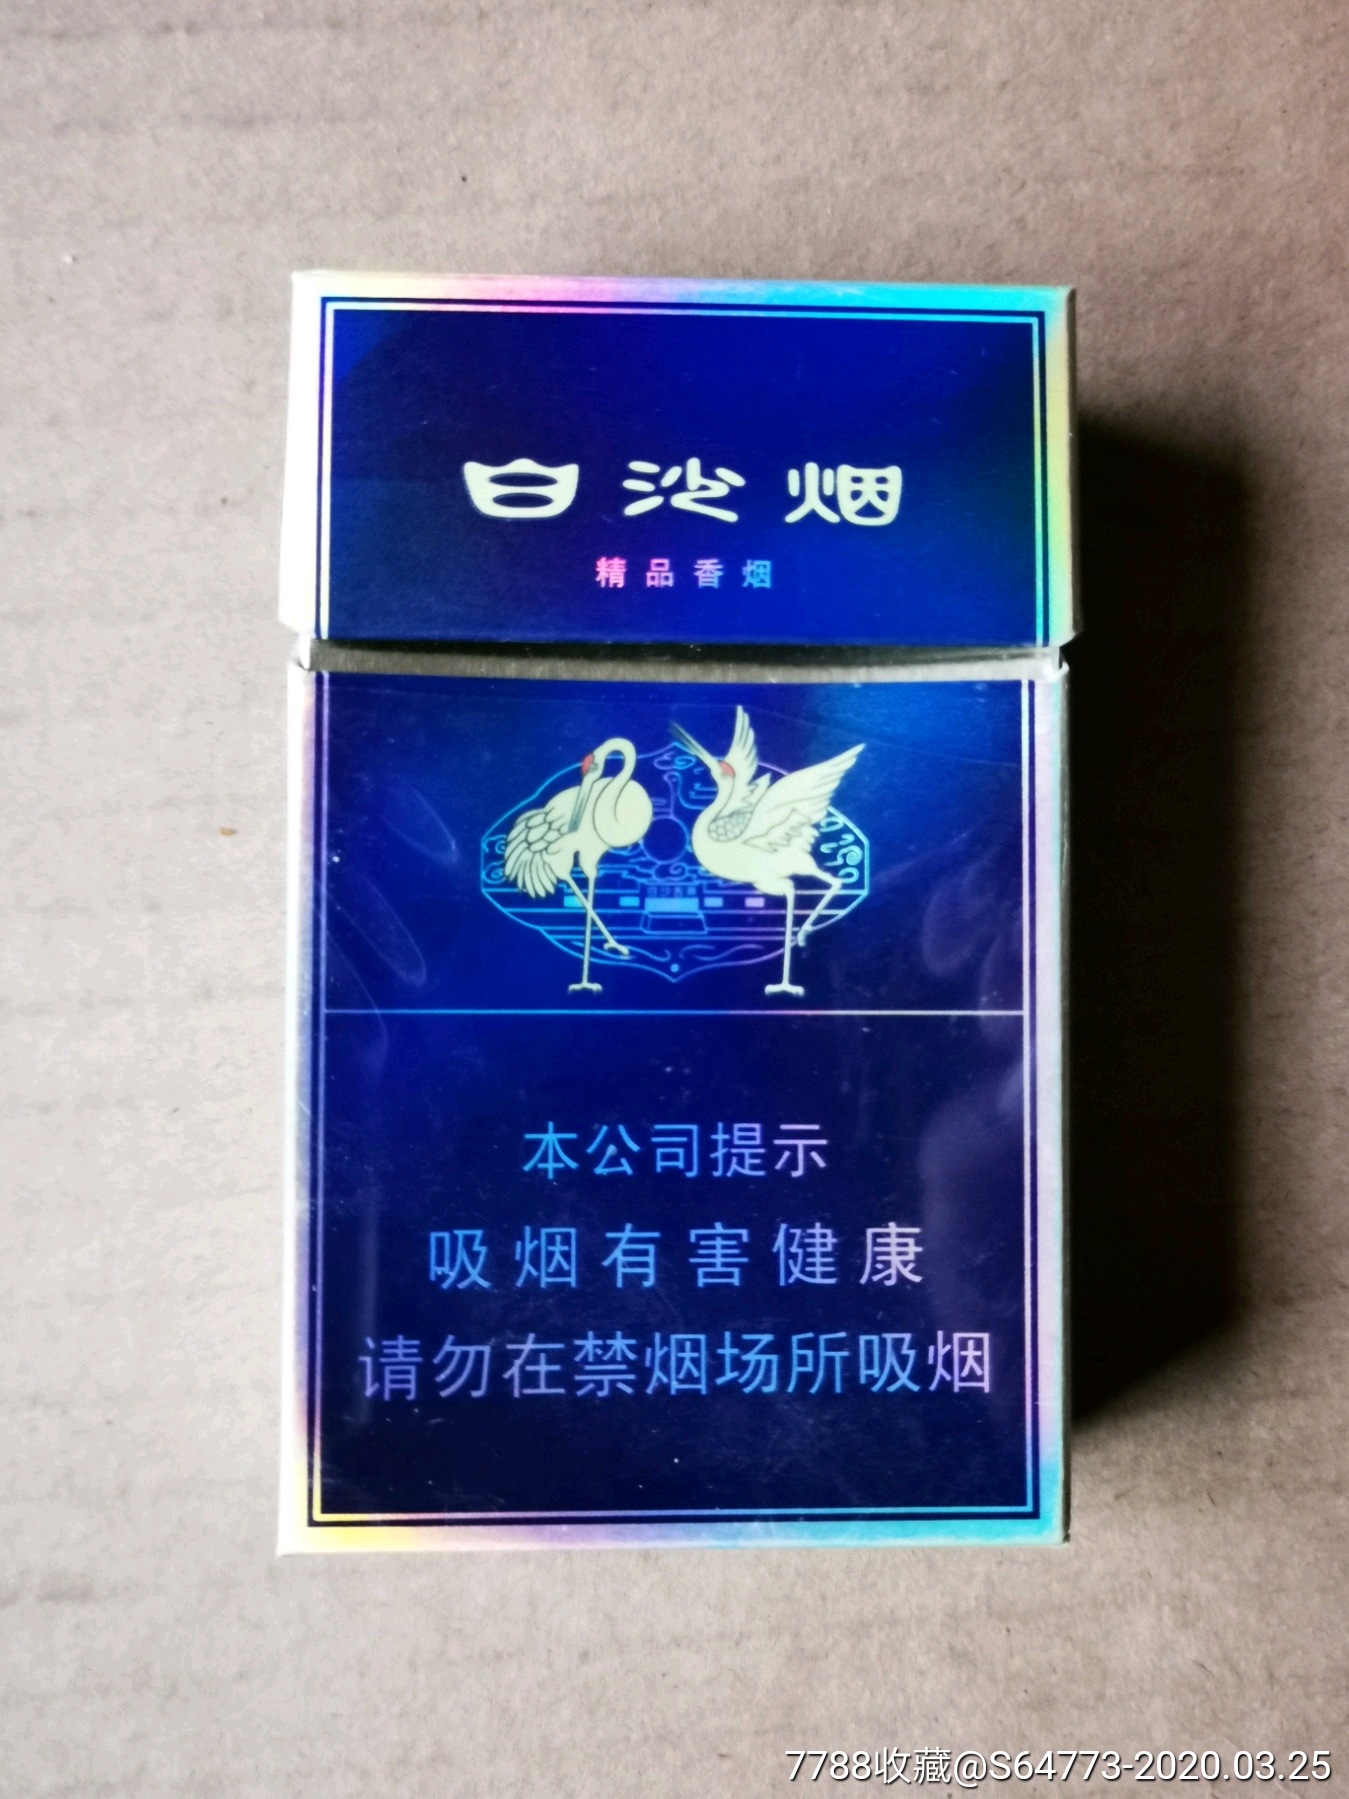 白沙烟
精品香烟
本公司提示
吸烟有害健康
请勿在禁烟场所吸烟
7788收藏@S64773-2020.03.25